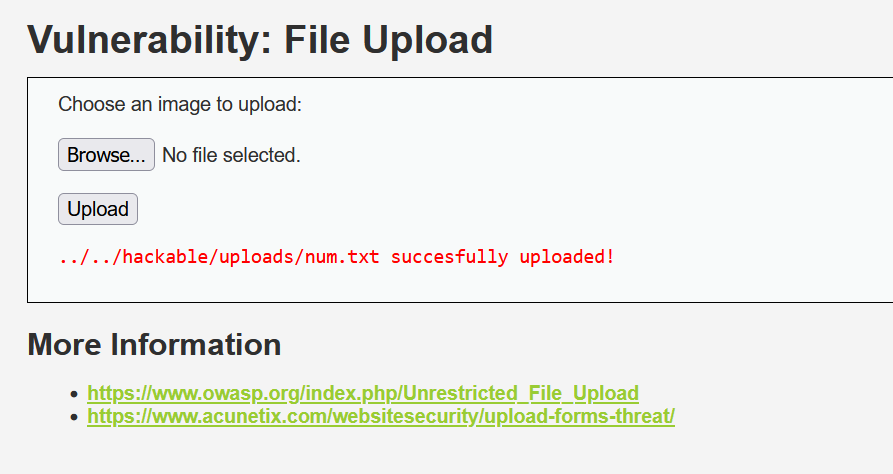 Vulnerability: File Upload
Choose an image to upload:
Browse... No file selected.
Upload
../../hackable/uploads/num.txt succesfully uploaded!
More Information
https://www.owasp.org/index.php/Unrestricted_File_Upload
https://www.acunetix.com/websitesecurity/upload-forms-threat/